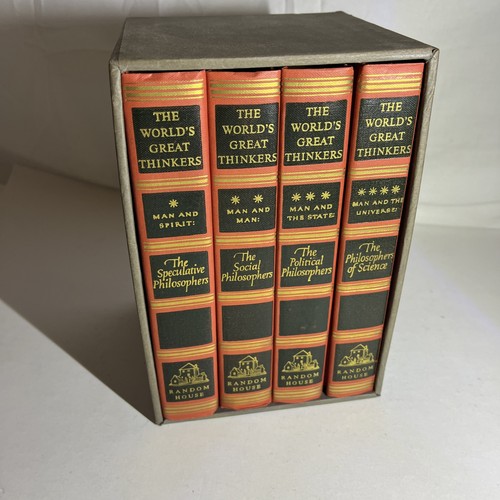 THE
WORLD'S
GREAT
THINKERS
*
MAN AND
SPIRIT:
The
Speculative
Philosophers
RANDOM
HOUSE
THE
WORLD'S
GREAT
THINKERS
* *
MAN AND
MAN:
The
Social
Philosophers
RANDOM
HOUSE
THE
WORLD'S
GREAT
THINKERS
* * *
MAN AND
THE STATE:
The
Political
Philosophers
RANDOM
HOUSE
THE
WORLD'S
GREAT
THINKERS
* * * *
MAN AND THE
UNIVERSE:
The
Philosophers
of Science
RANDOM
HOUSE